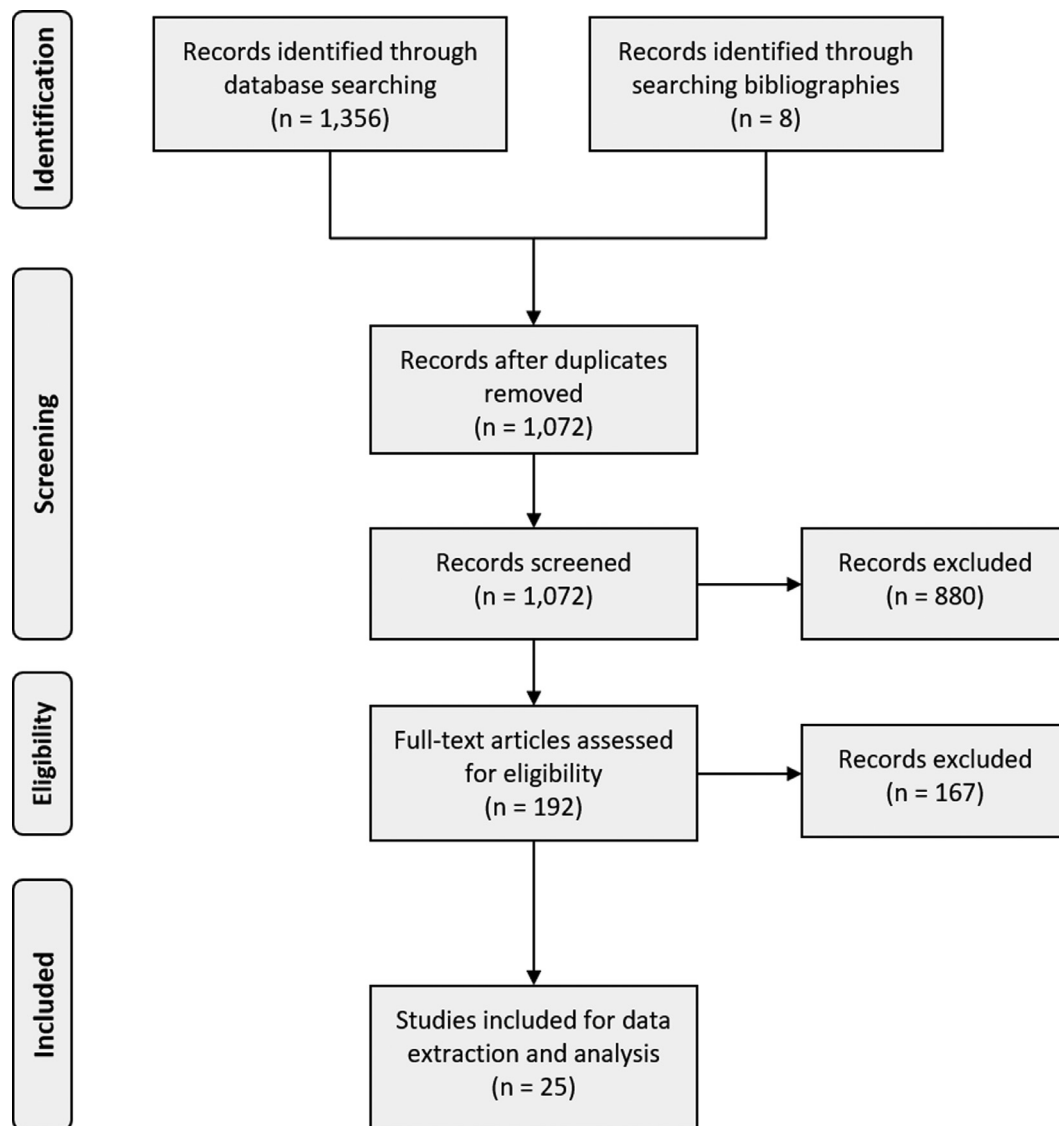 Identification
Records identified through
database searching
(n = 1,356)
Records identified through
searching bibliographies
(n = 8)
Screening
Records after duplicates
removed
(n = 1,072)
Records screened
(n = 1,072)
Records excluded
(n = 880)
Eligibility
Full-text articles assessed
for eligibility
(n = 192)
Records excluded
(n = 167)
Included
Studies included for data
extraction and analysis
(n = 25)